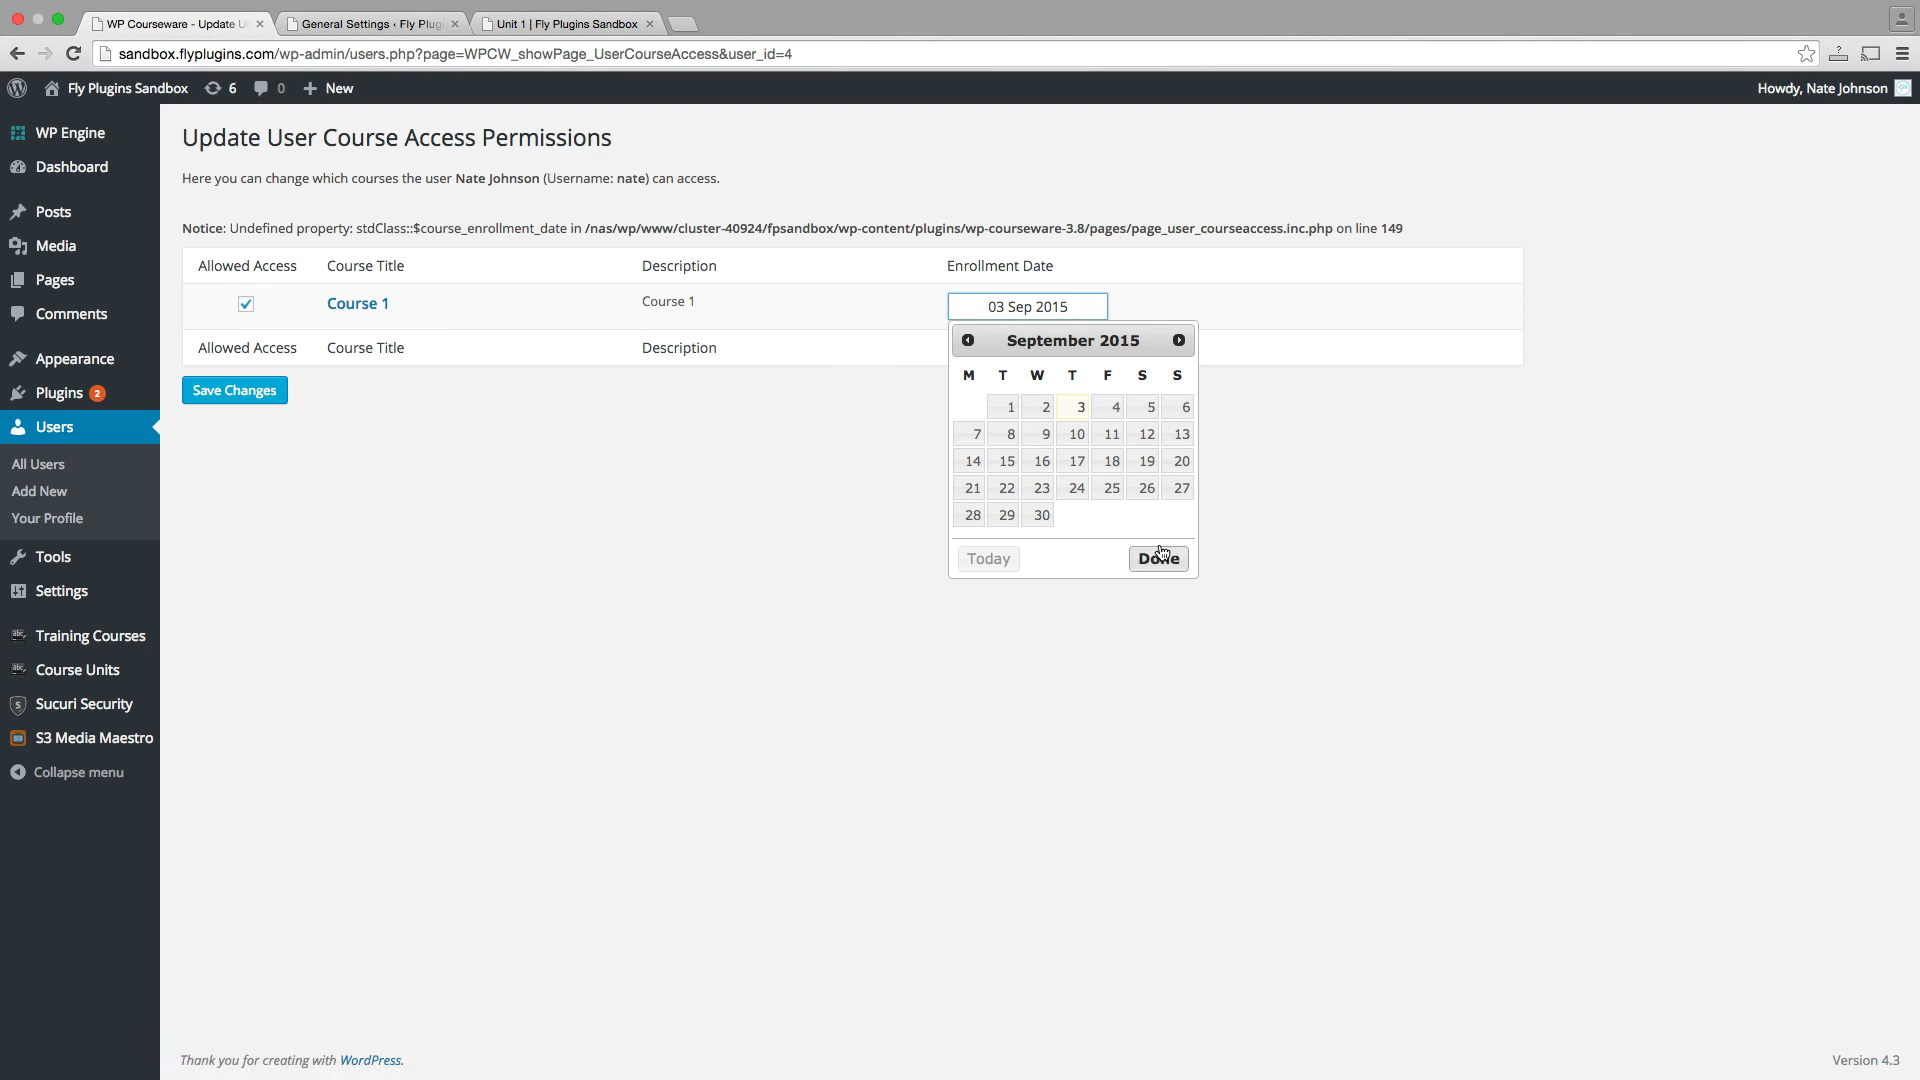 WP Courseware - Update U
General Settings ‹ Fly Plug
Unit 1 | Fly Plugins Sandbox
sandbox.flyplugins.com/wp-admin/users.php?page=WPCW_showPage_UserCourseAccess&user_id=4
Fly Plugins Sandbox 6 0 + New
Howdy, Nate Johnson
WP Engine
Dashboard
Posts
Media
Pages
Comments
Appearance
Plugins 2
Users
All Users
Add New
Your Profile
Tools
Settings
Training Courses
Course Units
Sucuri Security
S3 Media Maestro
Collapse menu
Update User Course Access Permissions
Here you can change which courses the user Nate Johnson (Username: nate) can access.
Notice: Undefined property: stdClass::$course_enrollment_date in /nas/wp/www/cluster-40924/fpsandbox/wp-content/plugins/wp-courseware-3.8/pages/page_user_courseaccess.inc.php on line 149
Allowed Access Course Title Description Enrollment Date
Course 1 Course 1 03 Sep 2015
Allowed Access Course Title Description
Save Changes
September 2015
M T W T F S S
1 2 3 4 5 6
7 8 9 10 11 12 13
14 15 16 17 18 19 20
21 22 23 24 25 26 27
28 29 30
Today Done
Thank you for creating with WordPress.
Version 4.3